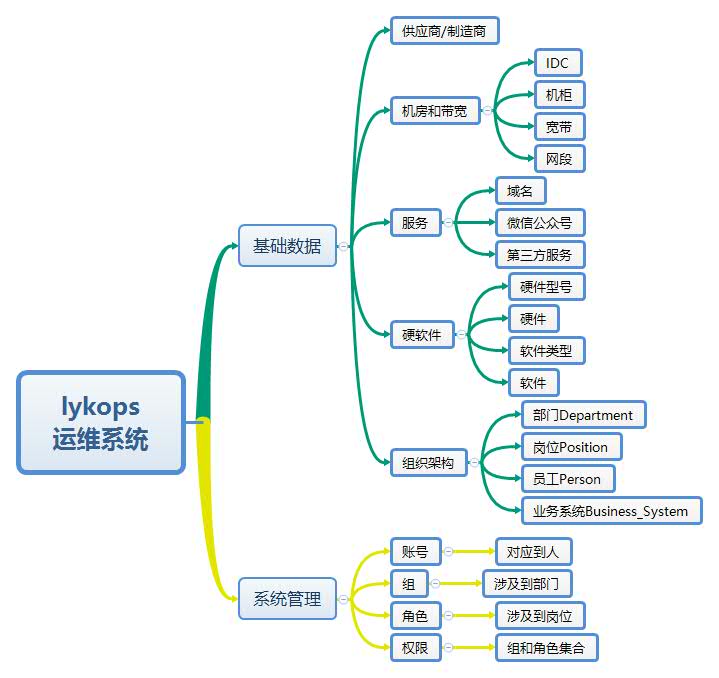 lykops
运维系统
基础数据
供应商/制造商
机房和带宽
IDC
机柜
宽带
网段
服务
域名
微信公众号
第三方服务
硬软件
硬件型号
硬件
软件类型
软件
组织架构
部门Department
岗位Position
员工Person
业务系统Business_System
系统管理
账号
对应到人
组
涉及到部门
角色
涉及到岗位
权限
组和角色集合